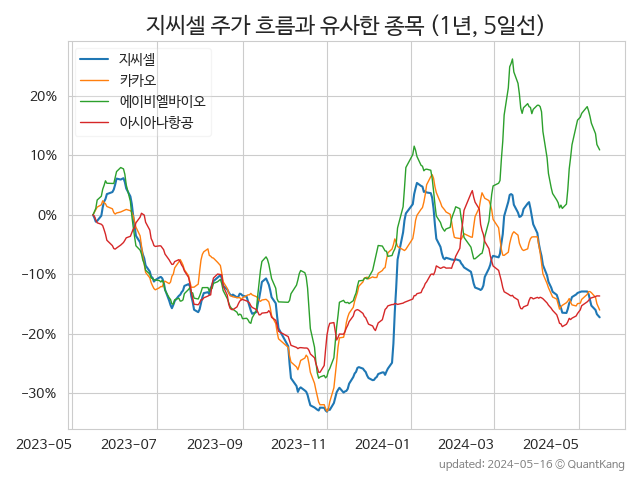 지씨셀 주가 흐름과 유사한 종목 (1년, 5일선)
지씨셀
카카오
에이비엘바이오
아시아나항공
20%
10%
0%
−10%
−20%
−30%
2023-05 2023-07 2023-09 2023-11 2024-01 2024-03 2024-05
updated: 2024-05-16 © QuantKang